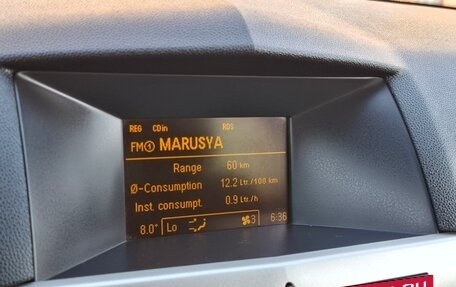 REG CDin RDS
FM① MARUSYA
Range 60 km
Ø-Consumption 12.2 Ltr./100 km
Inst. consumpt. 0.9 Ltr./h
8.0° Lo 3 6:36